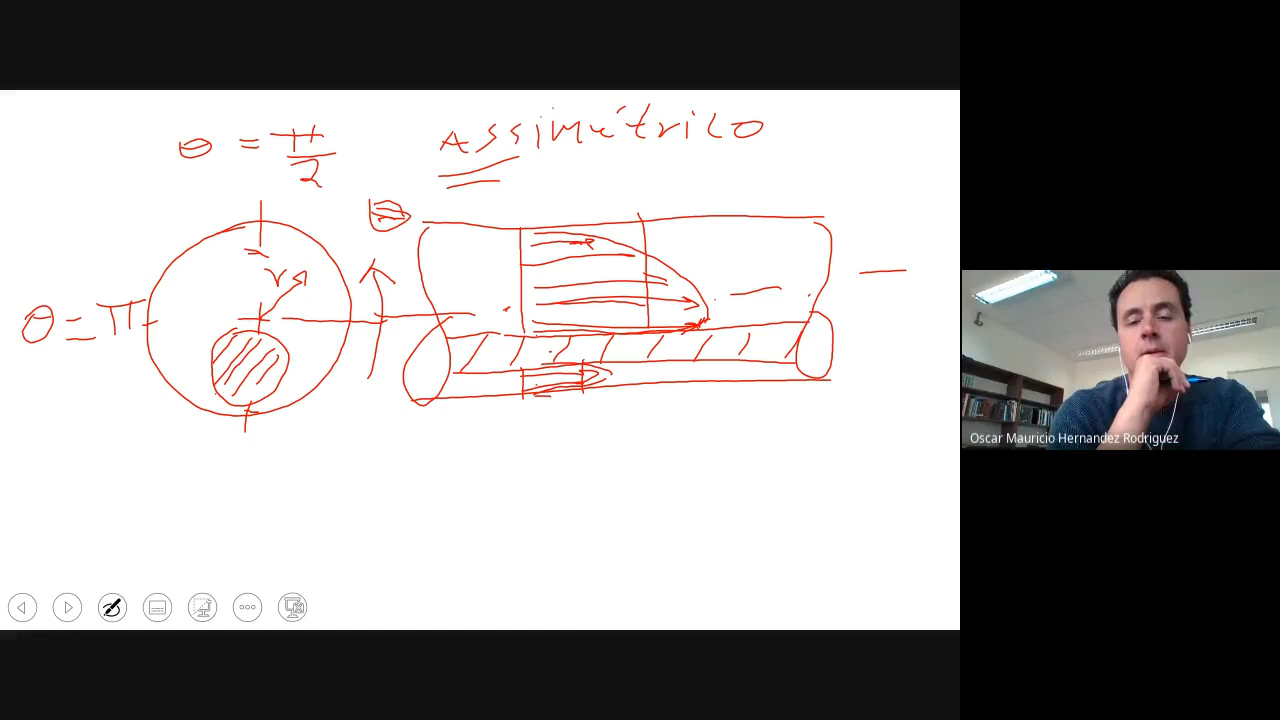 θ = π/2
Assimétrico
θ
r
θ = π
Oscar Mauricio Hernandez Rodriguez